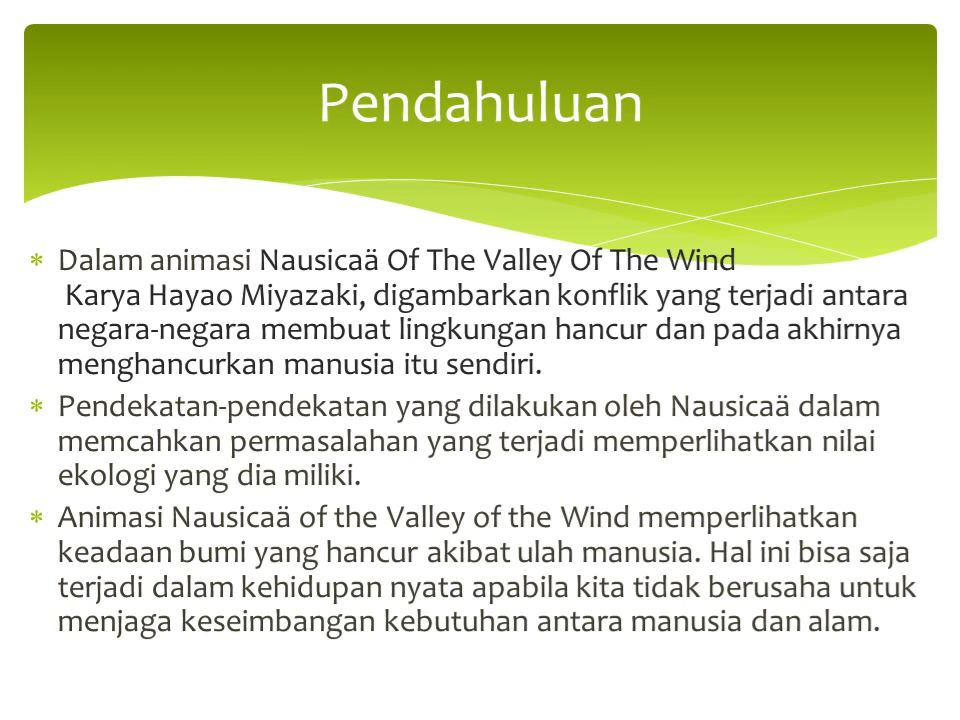 Pendahuluan
Dalam animasi Nausicaä Of The Valley Of The Wind
Karya Hayao Miyazaki, digambarkan konflik yang terjadi antara
negara-negara membuat lingkungan hancur dan pada akhirnya
menghancurkan manusia itu sendiri.
Pendekatan-pendekatan yang dilakukan oleh Nausicaä dalam
memcahkan permasalahan yang terjadi memperlihatkan nilai
ekologi yang dia miliki.
Animasi Nausicaä of the Valley of the Wind memperlihatkan
keadaan bumi yang hancur akibat ulah manusia. Hal ini bisa saja
terjadi dalam kehidupan nyata apabila kita tidak berusaha untuk
menjaga keseimbangan kebutuhan antara manusia dan alam.